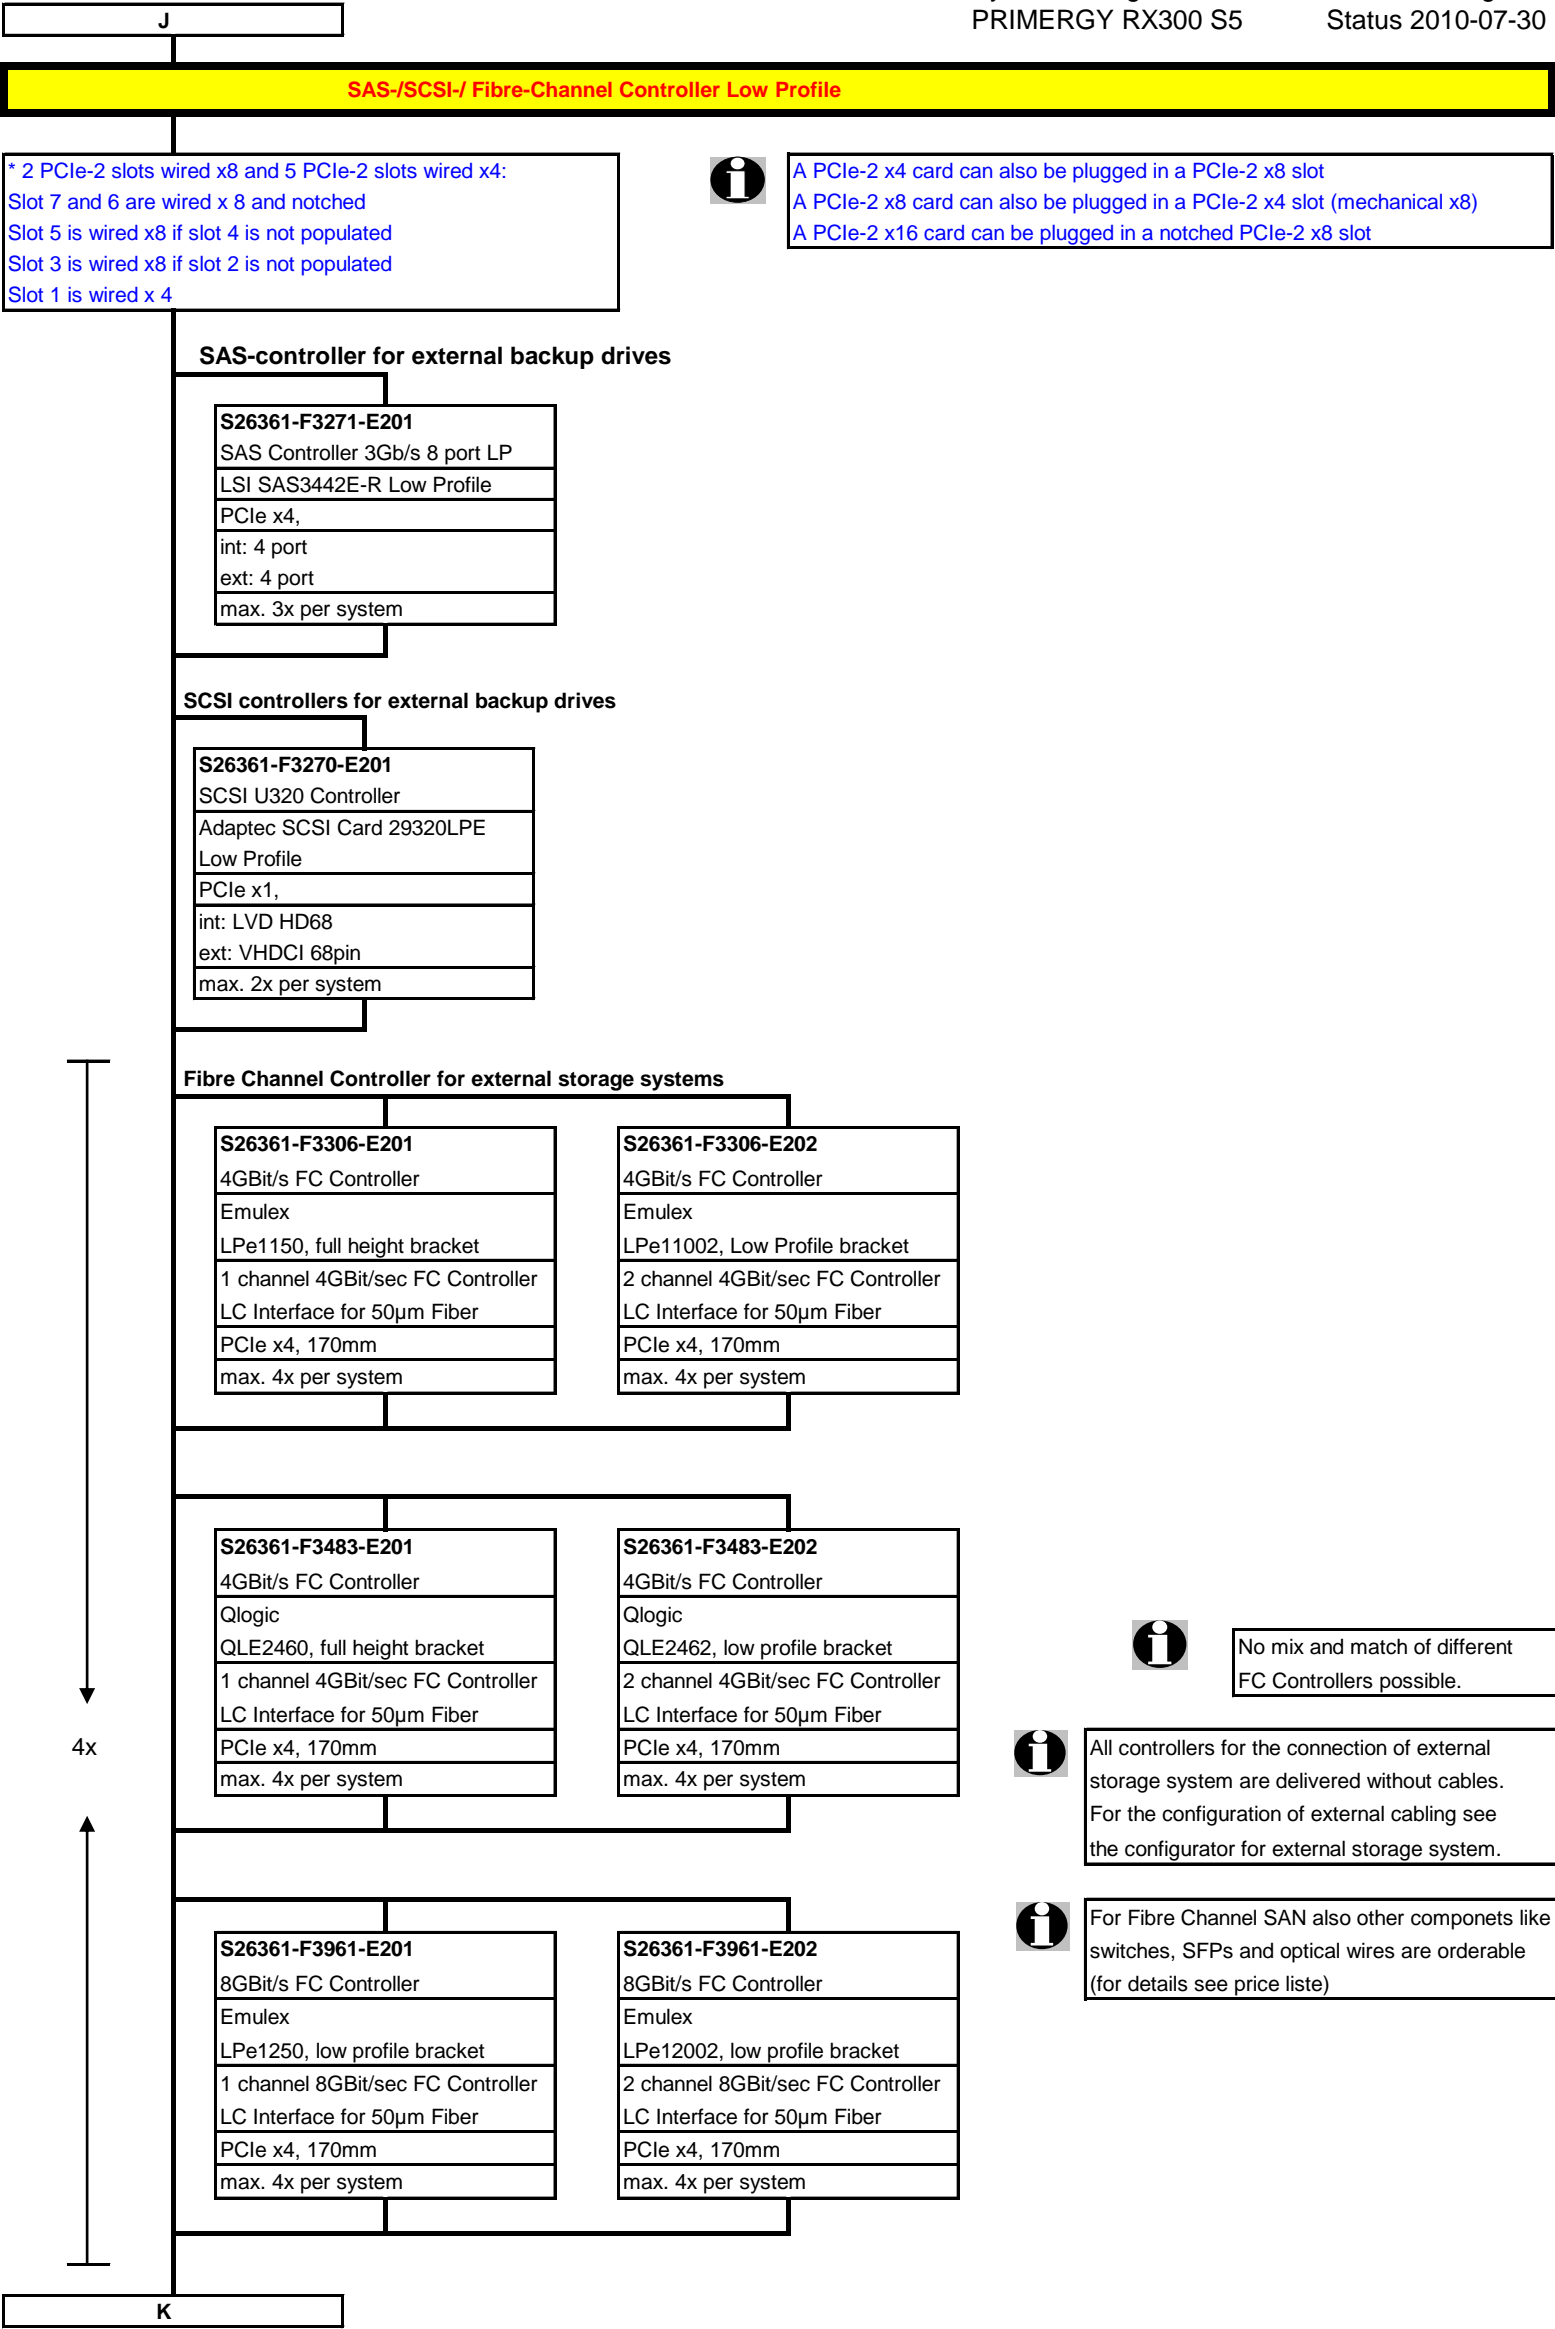 J
PRIMERGY RX300 S5 Status 2010-07-30
SAS-/SCSI-/ Fibre-Channel Controller Low Profile
* 2 PCIe-2 slots wired x8 and 5 PCIe-2 slots wired x4:
Slot 7 and 6 are wired x 8 and notched
Slot 5 is wired x8 if slot 4 is not populated
Slot 3 is wired x8 if slot 2 is not populated
Slot 1 is wired x 4
A PCIe-2 x4 card can also be plugged in a PCIe-2 x8 slot
A PCIe-2 x8 card can also be plugged in a PCIe-2 x4 slot (mechanical x8)
A PCIe-2 x16 card can be plugged in a notched PCIe-2 x8 slot
SAS-controller for external backup drives
S26361-F3271-E201
SAS Controller 3Gb/s 8 port LP
LSI SAS3442E-R Low Profile
PCIe x4,
int: 4 port
ext: 4 port
max. 3x per system
SCSI controllers for external backup drives
S26361-F3270-E201
SCSI U320 Controller
Adaptec SCSI Card 29320LPE
Low Profile
PCIe x1,
int: LVD HD68
ext: VHDCI 68pin
max. 2x per system
Fibre Channel Controller for external storage systems
S26361-F3306-E201
4GBit/s FC Controller
Emulex
LPe1150, full height bracket
1 channel 4GBit/sec FC Controller
LC Interface for 50µm Fiber
PCIe x4, 170mm
max. 4x per system
S26361-F3306-E202
4GBit/s FC Controller
Emulex
LPe11002, Low Profile bracket
2 channel 4GBit/sec FC Controller
LC Interface for 50µm Fiber
PCIe x4, 170mm
max. 4x per system
S26361-F3483-E201
4GBit/s FC Controller
Qlogic
QLE2460, full height bracket
1 channel 4GBit/sec FC Controller
LC Interface for 50µm Fiber
PCIe x4, 170mm
max. 4x per system
S26361-F3483-E202
4GBit/s FC Controller
Qlogic
QLE2462, low profile bracket
2 channel 4GBit/sec FC Controller
LC Interface for 50µm Fiber
PCIe x4, 170mm
max. 4x per system
No mix and match of different
FC Controllers possible.
4x
All controllers for the connection of external
storage system are delivered without cables.
For the configuration of external cabling see
the configurator for external storage system.
For Fibre Channel SAN also other componets like
switches, SFPs and optical wires are orderable
(for details see price liste)
S26361-F3961-E201
8GBit/s FC Controller
Emulex
LPe1250, low profile bracket
1 channel 8GBit/sec FC Controller
LC Interface for 50µm Fiber
PCIe x4, 170mm
max. 4x per system
S26361-F3961-E202
8GBit/s FC Controller
Emulex
LPe12002, low profile bracket
2 channel 8GBit/sec FC Controller
LC Interface for 50µm Fiber
PCIe x4, 170mm
max. 4x per system
K